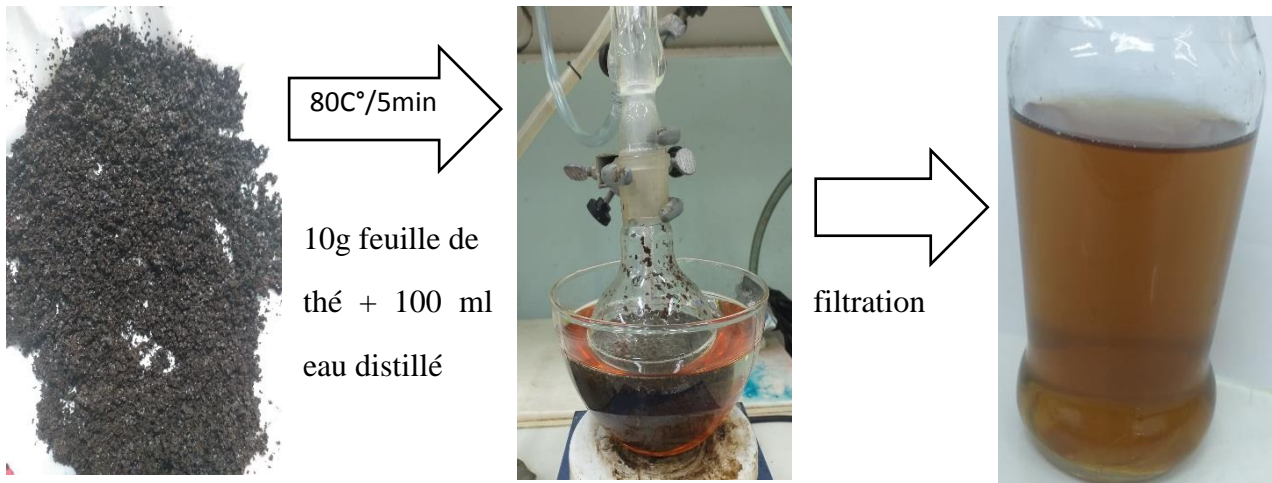 80C°/5min
10g feuille de
thé + 100 ml
eau distillé
filtration